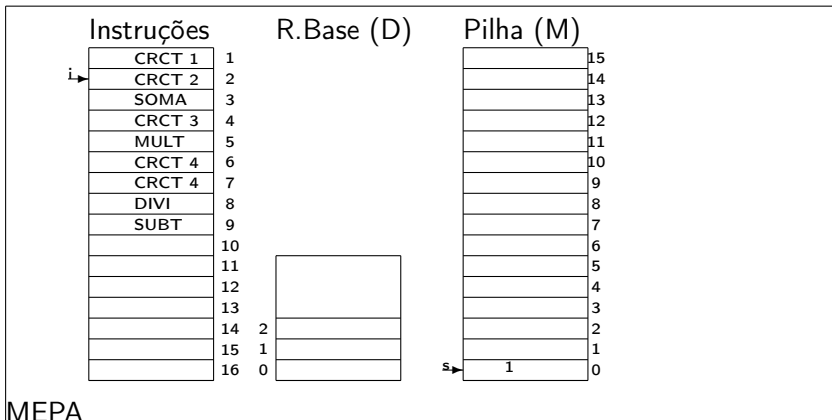 Instruções R.Base (D) Pilha (M)
CRCT 1 1 15
i CRCT 2 2 14
SOMA 3 13
CRCT 3 4 12
MULT 5 11
CRCT 4 6 10
CRCT 4 7 9
DIVI 8 8
SUBT 9 7
10 6
11 5
12 4
13 3
14 2 2
15 1 1
16 0 s 1 0
MEPA